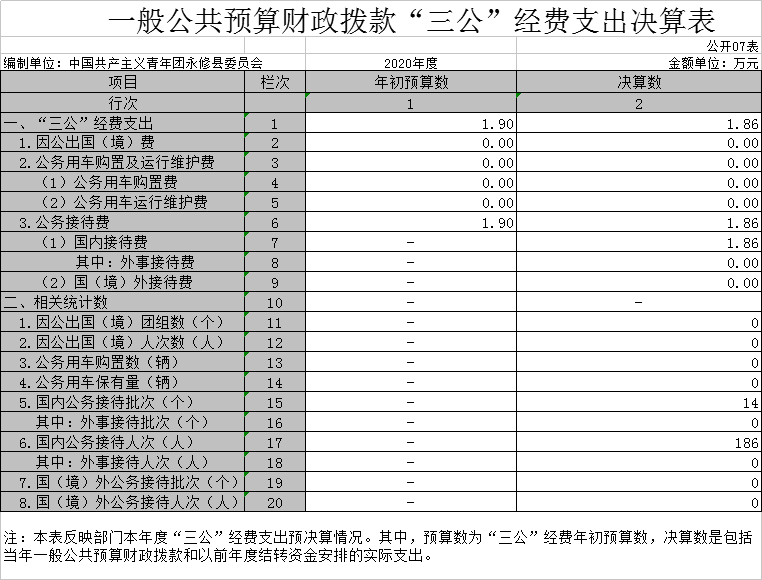 一般公共预算财政拨款“三公”经费支出决算表
公开07表
编制单位：中国共产主义青年团永修县委员会 2020年度 金额单位：万元
项目 栏次 年初预算数 决算数
行次 1 2
一、“三公”经费支出 1 1.90 1.86
1.因公出国（境）费 2 0.00 0.00
2.公务用车购置及运行维护费 3 0.00 0.00
（1）公务用车购置费 4 0.00 0.00
（2）公务用车运行维护费 5 0.00 0.00
3.公务接待费 6 1.90 1.86
（1）国内接待费 7 － 1.86
其中：外事接待费 8 － 0.00
（2）国（境）外接待费 9 － 0.00
二、相关统计数 10 － －
1.因公出国（境）团组数（个） 11 － 0
2.因公出国（境）人次数（人） 12 － 0
3.公务用车购置数（辆） 13 － 0
4.公务用车保有量（辆） 14 － 0
5.国内公务接待批次（个） 15 － 14
其中：外事接待批次（个） 16 － 0
6.国内公务接待人次（人） 17 － 186
其中：外事接待人次（人） 18 － 0
7.国（境）外公务接待批次（个） 19 － 0
8.国（境）外公务接待人次（人） 20 － 0
注：本表反映部门本年度“三公”经费支出预决算情况。其中，预算数为“三公”经费年初预算数，决算数是包括
当年一般公共预算财政拨款和以前年度结转资金安排的实际支出。